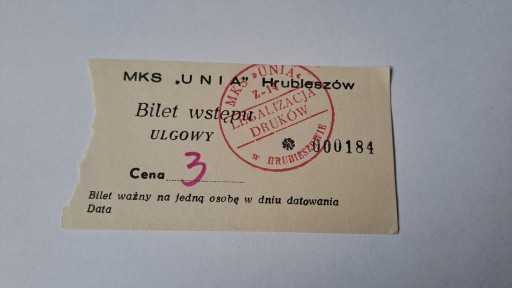 MKS „UNIA” Hrubieszów
Bilet wstępu
ULGOWY
000184
Cena 3
Bilet ważny na jedną osobę w dniu datowania
Data
MKS »UNIA«
Z-14
LEGALIZACJA
DRUKÓW
w HRUBIESZOWIE